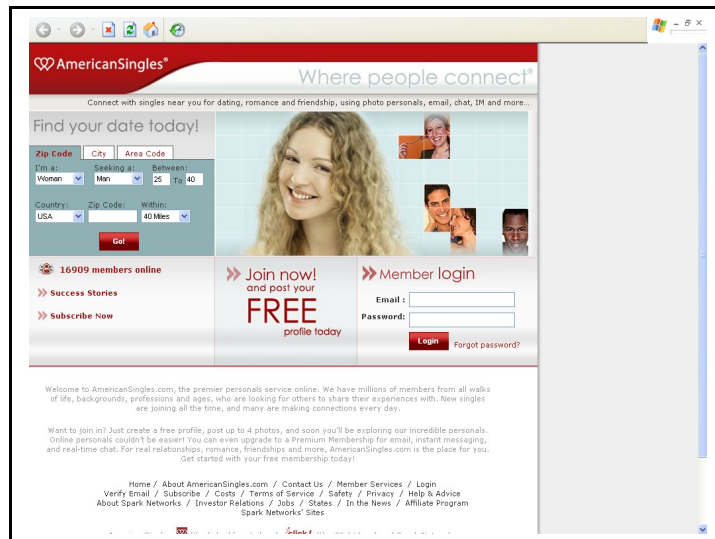 AmericanSingles®
Where people connect®
Connect with singles near you for dating, romance and friendship, using photo personals, email, chat, IM and more...
Find your date today!
Zip Code City Area Code
I'm a: Seeking a: Between:
Woman Man 25 To 40
Country: Zip Code: Within:
USA 40 Miles
Go!
16909 members online
Success Stories
Subscribe Now
Join now!
and post your
FREE
profile today
Member login
Email :
Password:
Login Forgot password?
Welcome to AmericanSingles.com, the premier personals service online. We have millions of members from all walks
of life, backgrounds, professions and ages, who are looking for others to share their experiences with. New singles
are joining all the time, and many are making connections every day.
Want to join in? Just create a free profile, post up to 4 photos, and soon you'll be exploring our incredible personals.
Online personals couldn't be easier! You can even upgrade to a Premium Membership for email, instant messaging,
and real-time chat. For real relationships, romance, friendships and more, AmericanSingles.com is the place for you.
Get started with your free membership today!
Home / About AmericanSingles.com / Contact Us / Member Services / Login
Verify Email / Subscribe / Costs / Terms of Service / Safety / Privacy / Help & Advice
About Spark Networks / Investor Relations / Jobs / States / In the News / Affiliate Program
Spark Networks' Sites
click!